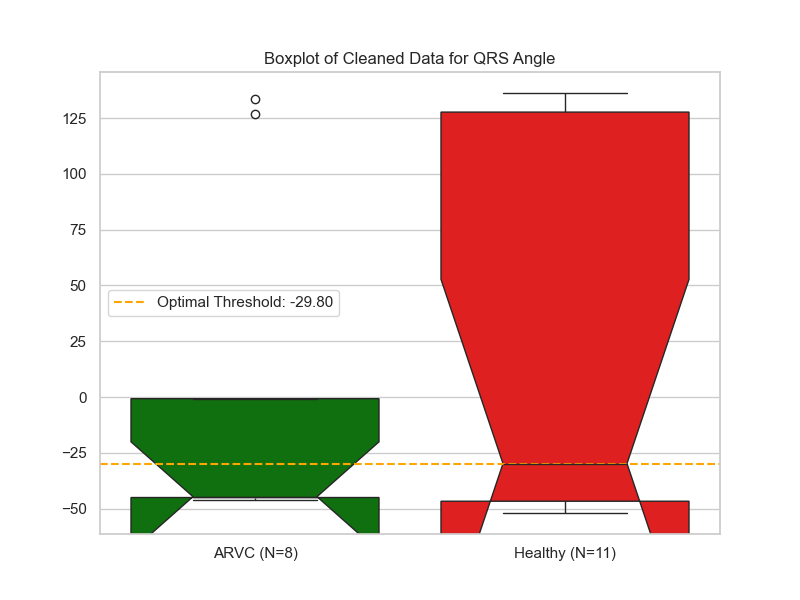 Boxplot of Cleaned Data for QRS Angle
125
100
75
50
Optimal Threshold: -29.80
25
0
−25
−50
ARVC (N=8)
Healthy (N=11)